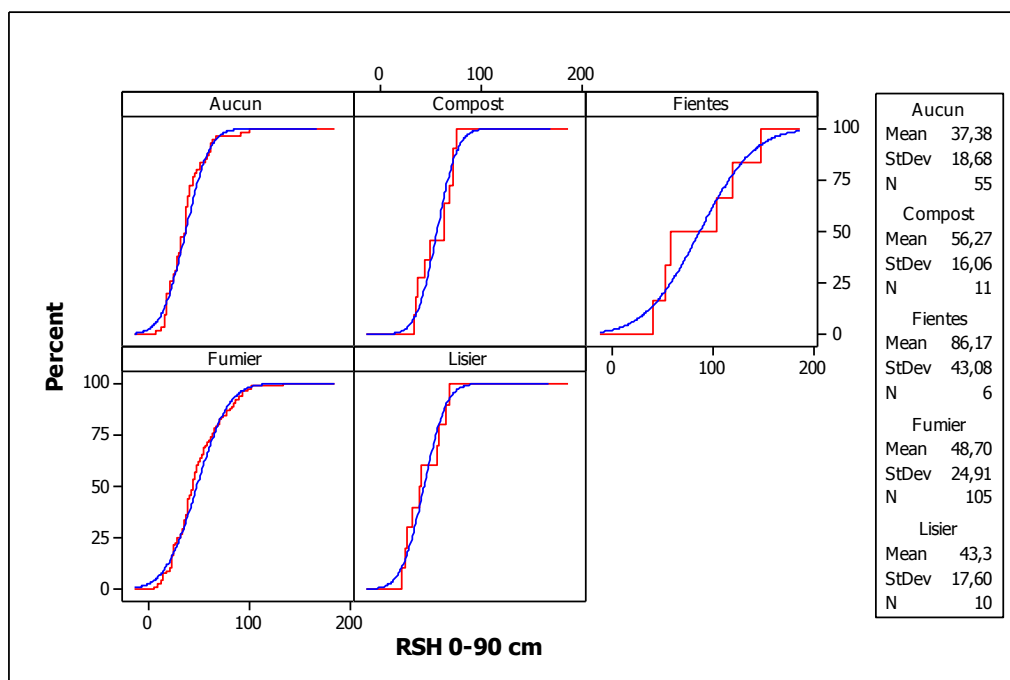 0 100 200
Aucun Compost Fientes
100
75
50
25
0
Fumier Lisier
0 100 200
100
75
50
25
0
0 100 200
Percent
RSH 0-90 cm
Aucun
Mean 37,38
StDev 18,68
N 55
Compost
Mean 56,27
StDev 16,06
N 11
Fientes
Mean 86,17
StDev 43,08
N 6
Fumier
Mean 48,70
StDev 24,91
N 105
Lisier
Mean 43,3
StDev 17,60
N 10